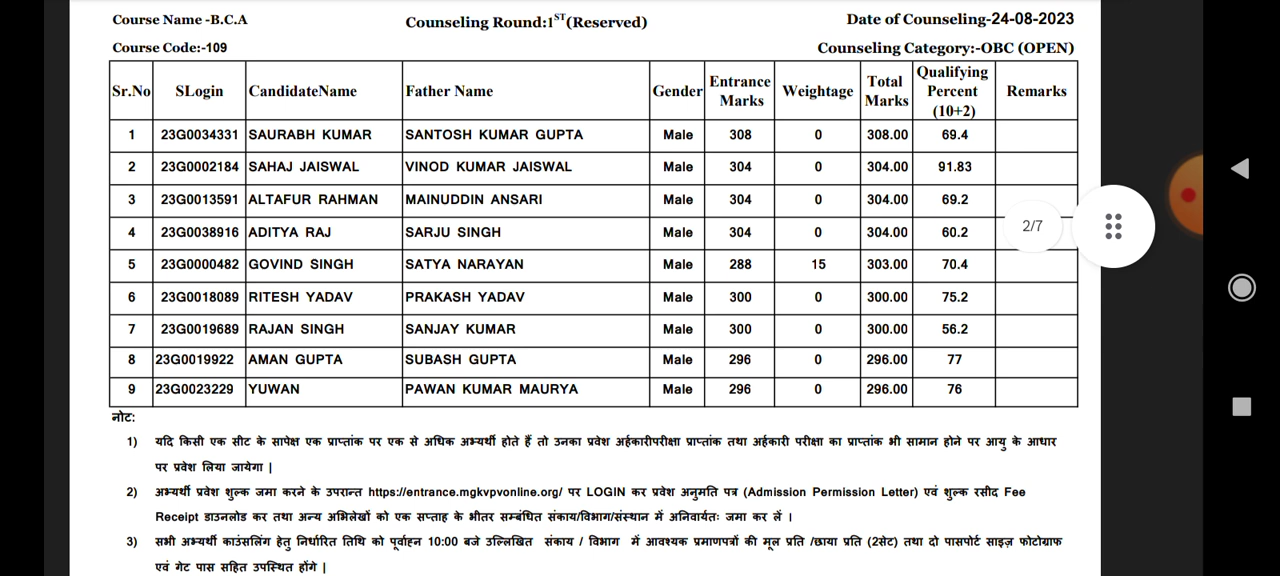 Course Name -B.C.A Counseling Round:1ST(Reserved) Date of Counseling-24-08-2023
Course Code:-109 Counseling Category:-OBC (OPEN)
Sr.No SLogin CandidateName Father Name Gender Entrance Marks Weightage Total Marks Qualifying Percent (10+2) Remarks
1 23G0034331 SAURABH KUMAR SANTOSH KUMAR GUPTA Male 308 0 308.00 69.4
2 23G0002184 SAHAJ JAISWAL VINOD KUMAR JAISWAL Male 304 0 304.00 91.83
3 23G0013591 ALTAFUR RAHMAN MAINUDDIN ANSARI Male 304 0 304.00 69.2
4 23G0038916 ADITYA RAJ SARJU SINGH Male 304 0 304.00 60.2
2/7
5 23G0000482 GOVIND SINGH SATYA NARAYAN Male 288 15 303.00 70.4
6 23G0018089 RITESH YADAV PRAKASH YADAV Male 300 0 300.00 75.2
7 23G0019689 RAJAN SINGH SANJAY KUMAR Male 300 0 300.00 56.2
8 23G0019922 AMAN GUPTA SUBASH GUPTA Male 296 0 296.00 77
9 23G0023229 YUWAN PAWAN KUMAR MAURYA Male 296 0 296.00 76
नोट:
1) यदि किसी एक सीट के सापेक्ष एक प्राप्तांक पर एक से अधिक अभ्यर्थी होते हैं तो उनका प्रवेश अर्हकारीपरीक्षा प्राप्तांक तथा अर्हकारी परीक्षा का प्राप्तांक भी सामान होने पर आयु के आधार
पर प्रवेश लिया जायेगा |
2) अभ्यर्थी प्रवेश शुल्क जमा करने के उपरान्त https://entrance.mgkvpvonline.org/ पर LOGIN कर प्रवेश अनुमति पत्र (Admission Permission Letter) एवं शुल्क रसीद Fee
Receipt डाउनलोड कर तथा अन्य अभिलेखों को एक सप्ताह के भीतर सम्बंधित संकाय/विभाग/संस्थान में अनिवार्यतः जमा कर लें ।
3) सभी अभ्यर्थी काउंसलिंग हेतु निर्धारित तिथि को पूर्वाह्न 10:00 बजे उल्लिखित संकाय / विभाग में आवश्यक प्रमाणपत्रों की मूल प्रति /छाया प्रति (2सेट) तथा दो पासपोर्ट साइज़ फोटोग्राफ
एवं गेट पास सहित उपस्थित होंगे |